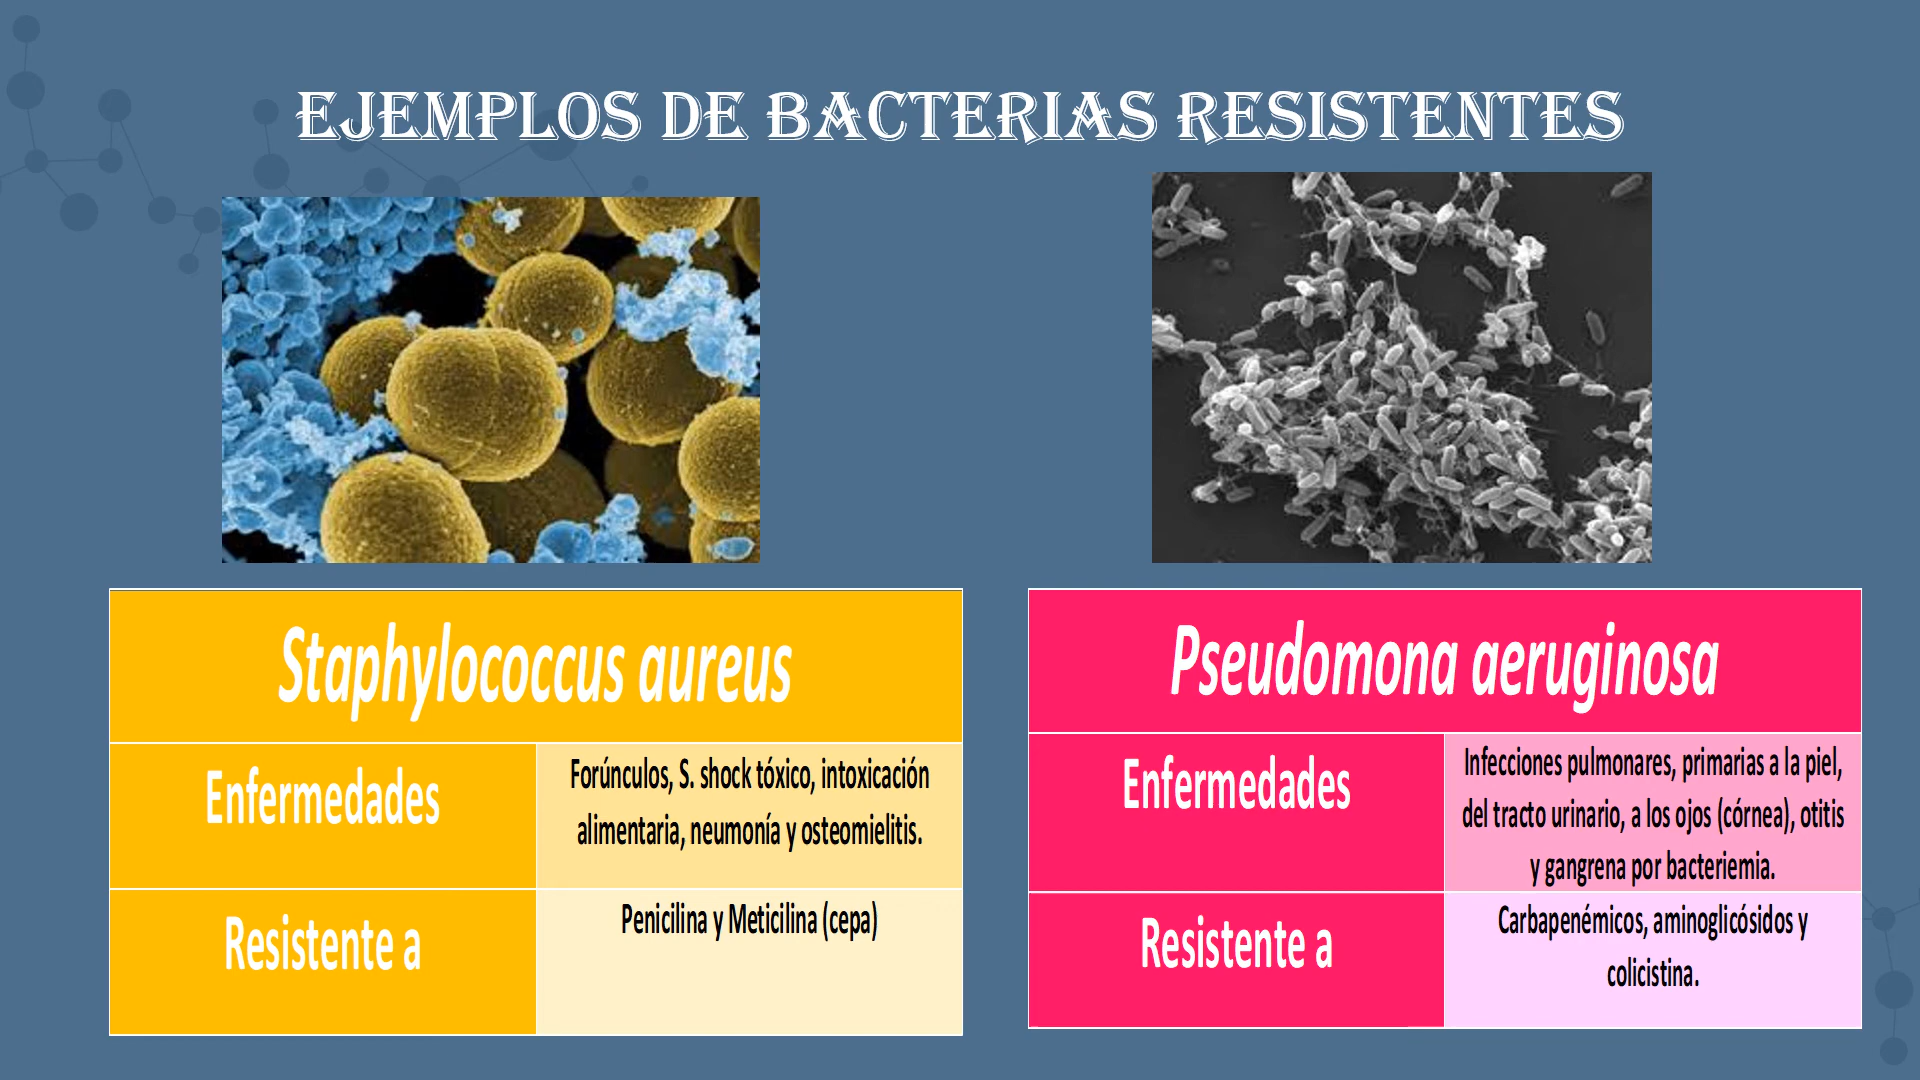 EJEMPLOS DE BACTERIAS RESISTENTES
Staphylococcus aureus
Enfermedades
Forúnculos, S. shock tóxico, intoxicación
alimentaria, neumonía y osteomielitis.
Resistente a
Penicilina y Meticilina (cepa)
Pseudomona aeruginosa
Enfermedades
Infecciones pulmonares, primarias a la piel,
del tracto urinario, a los ojos (córnea), otitis
y gangrena por bacteriemia.
Resistente a
Carbapenémicos, aminoglicósidos y
colicistina.